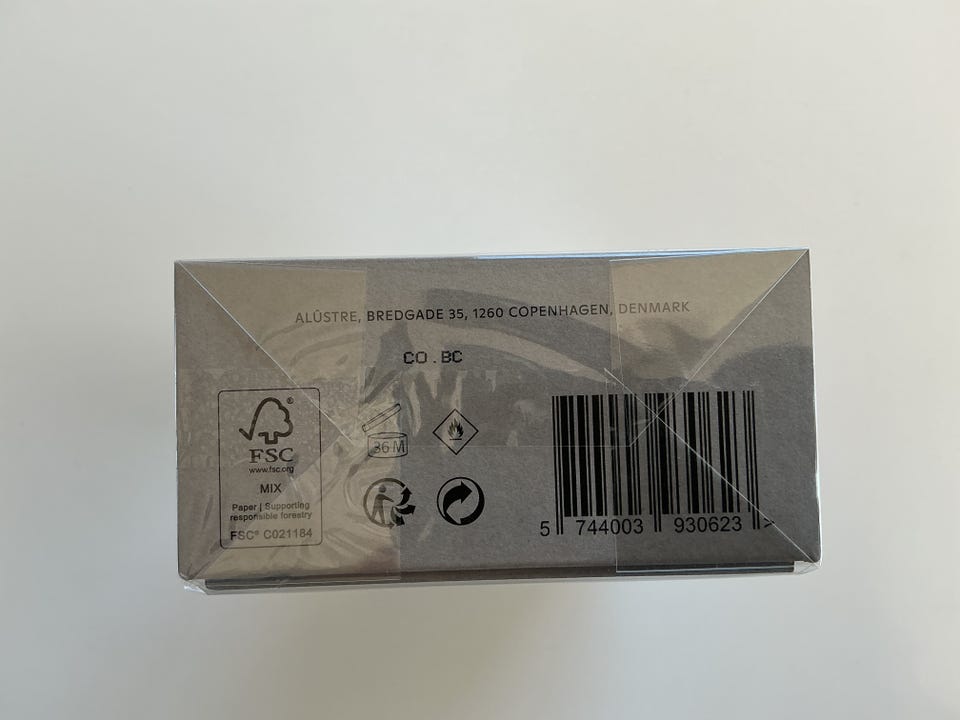 ALÛSTRE, BREDGADE 35, 1260 COPENHAGEN, DENMARK
CO.BC
®
FSC
www.fsc.org
MIX
Paper | Supporting
responsible forestry
FSC® C021184
36 M
5 744003 930623 >